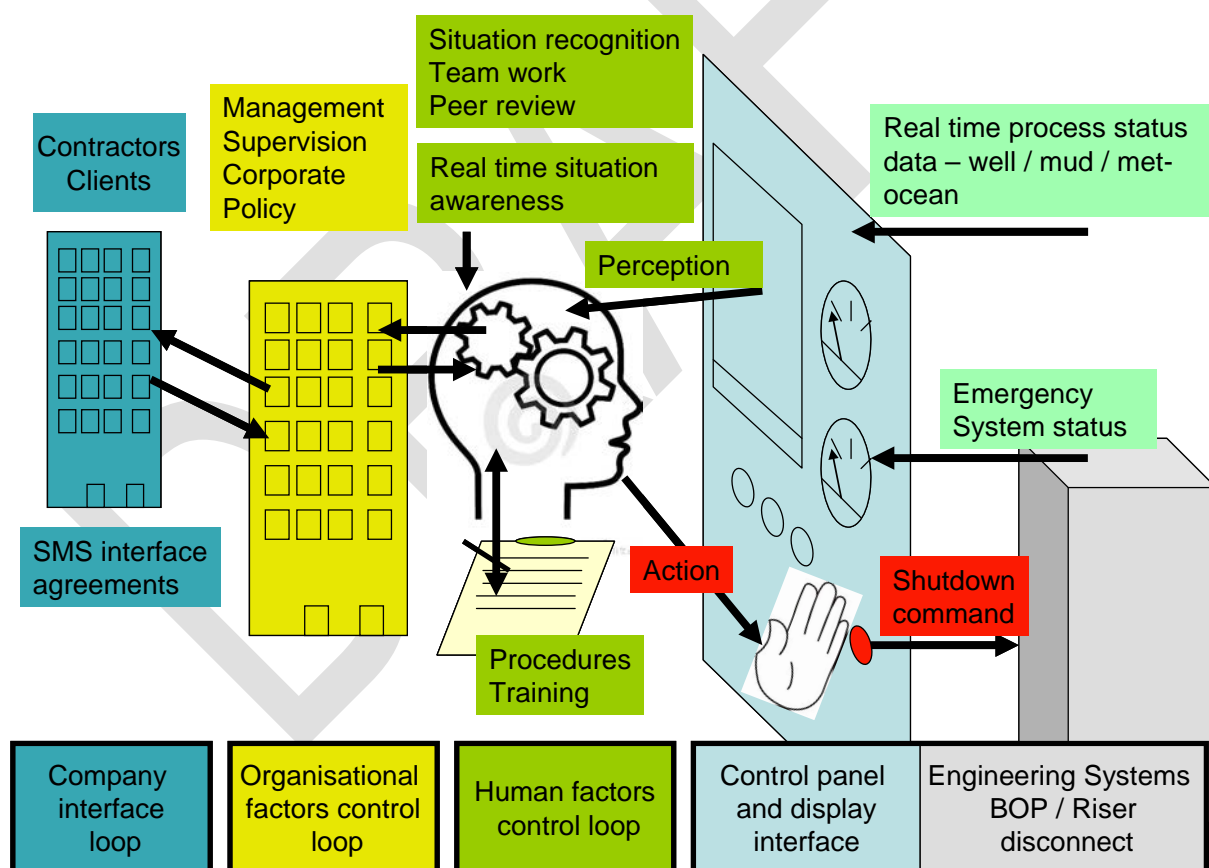 Situation recognition
Team work
Peer review
Management
Supervision
Corporate
Policy
Contractors
Clients
Real time situation
awareness
Real time process status
data – well / mud / met-
ocean
Perception
Emergency
System status
SMS interface
agreements
Action
Shutdown
command
Procedures
Training
Company
interface
loop
Organisational
factors control
loop
Human factors
control loop
Control panel
and display
interface
Engineering Systems
BOP / Riser
disconnect
DRAFT